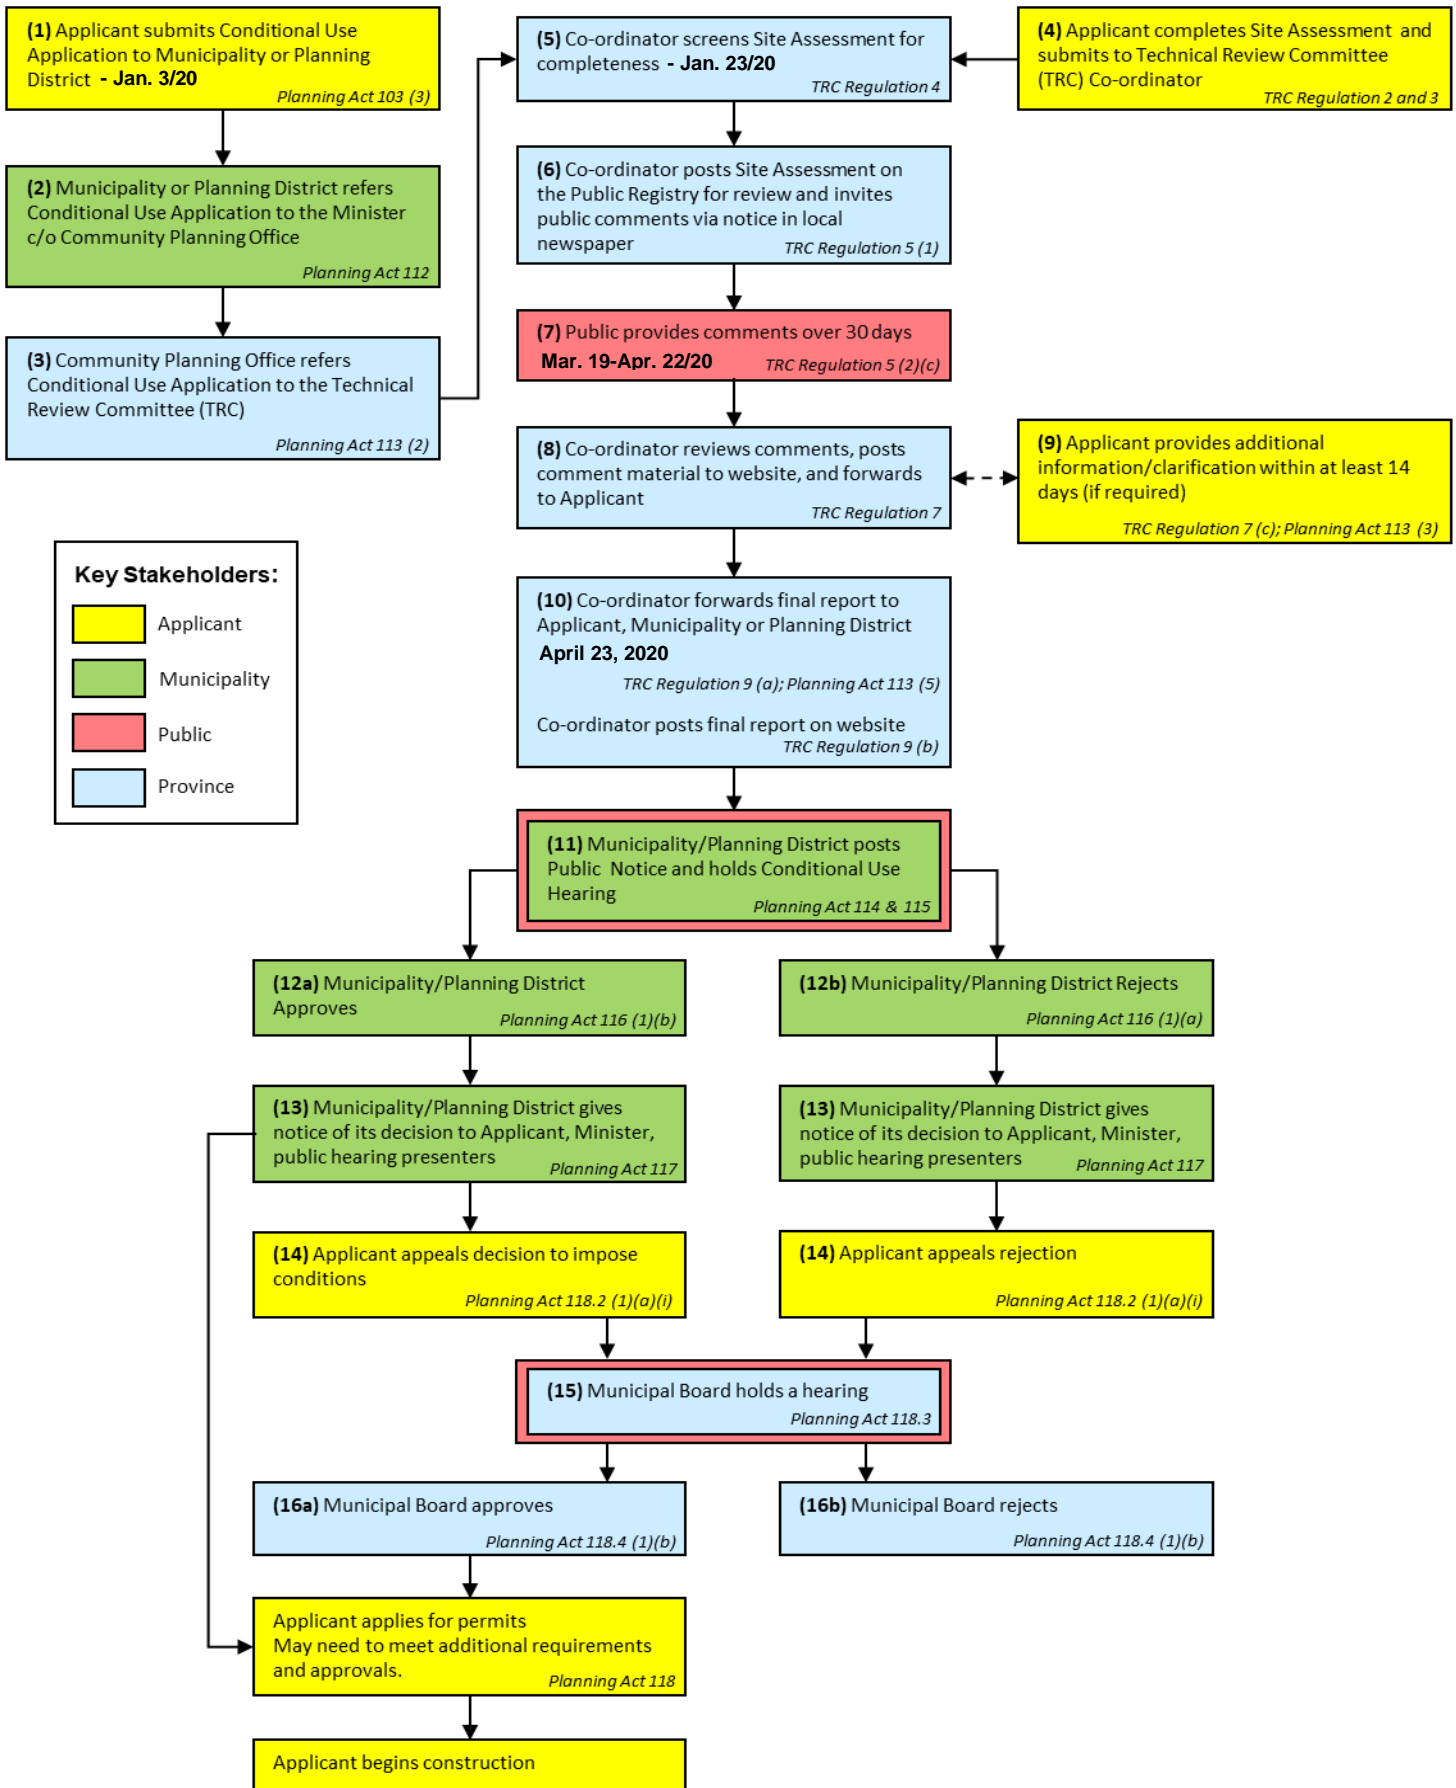 (1) Applicant submits Conditional Use
Application to Municipality or Planning
District - Jan. 3/20
Planning Act 103 (3)
(2) Municipality or Planning District refers
Conditional Use Application to the Minister
c/o Community Planning Office
Planning Act 112
(3) Community Planning Office refers
Conditional Use Application to the Technical
Review Committee (TRC)
Planning Act 113 (2)
(4) Applicant completes Site Assessment and
submits to Technical Review Committee
(TRC) Co-ordinator
TRC Regulation 2 and 3
(5) Co-ordinator screens Site Assessment for
completeness - Jan. 23/20
TRC Regulation 4
(6) Co-ordinator posts Site Assessment on
the Public Registry for review and invites
public comments via notice in local
newspaper
TRC Regulation 5 (1)
(7) Public provides comments over 30 days
Mar. 19-Apr. 22/20
TRC Regulation 5 (2)(c)
(8) Co-ordinator reviews comments, posts
comment material to website, and forwards
to Applicant
TRC Regulation 7
(9) Applicant provides additional
information/clarification within at least 14
days (if required)
TRC Regulation 7 (c); Planning Act 113 (3)
Key Stakeholders:
Applicant
Municipality
Public
Province
(10) Co-ordinator forwards final report to
Applicant, Municipality or Planning District
April 23, 2020
TRC Regulation 9 (a); Planning Act 113 (5)
Co-ordinator posts final report on website
TRC Regulation 9 (b)
(11) Municipality/Planning District posts
Public Notice and holds Conditional Use
Hearing
Planning Act 114 & 115
(12a) Municipality/Planning District
Approves
Planning Act 116 (1)(b)
(12b) Municipality/Planning District Rejects
Planning Act 116 (1)(a)
(13) Municipality/Planning District gives
notice of its decision to Applicant, Minister,
public hearing presenters
Planning Act 117
(13) Municipality/Planning District gives
notice of its decision to Applicant, Minister,
public hearing presenters
Planning Act 117
(14) Applicant appeals decision to impose
conditions
Planning Act 118.2 (1)(a)(i)
(14) Applicant appeals rejection
Planning Act 118.2 (1)(a)(i)
(15) Municipal Board holds a hearing
Planning Act 118.3
(16a) Municipal Board approves
Planning Act 118.4 (1)(b)
(16b) Municipal Board rejects
Planning Act 118.4 (1)(b)
Applicant applies for permits
May need to meet additional requirements
and approvals.
Planning Act 118
Applicant begins construction